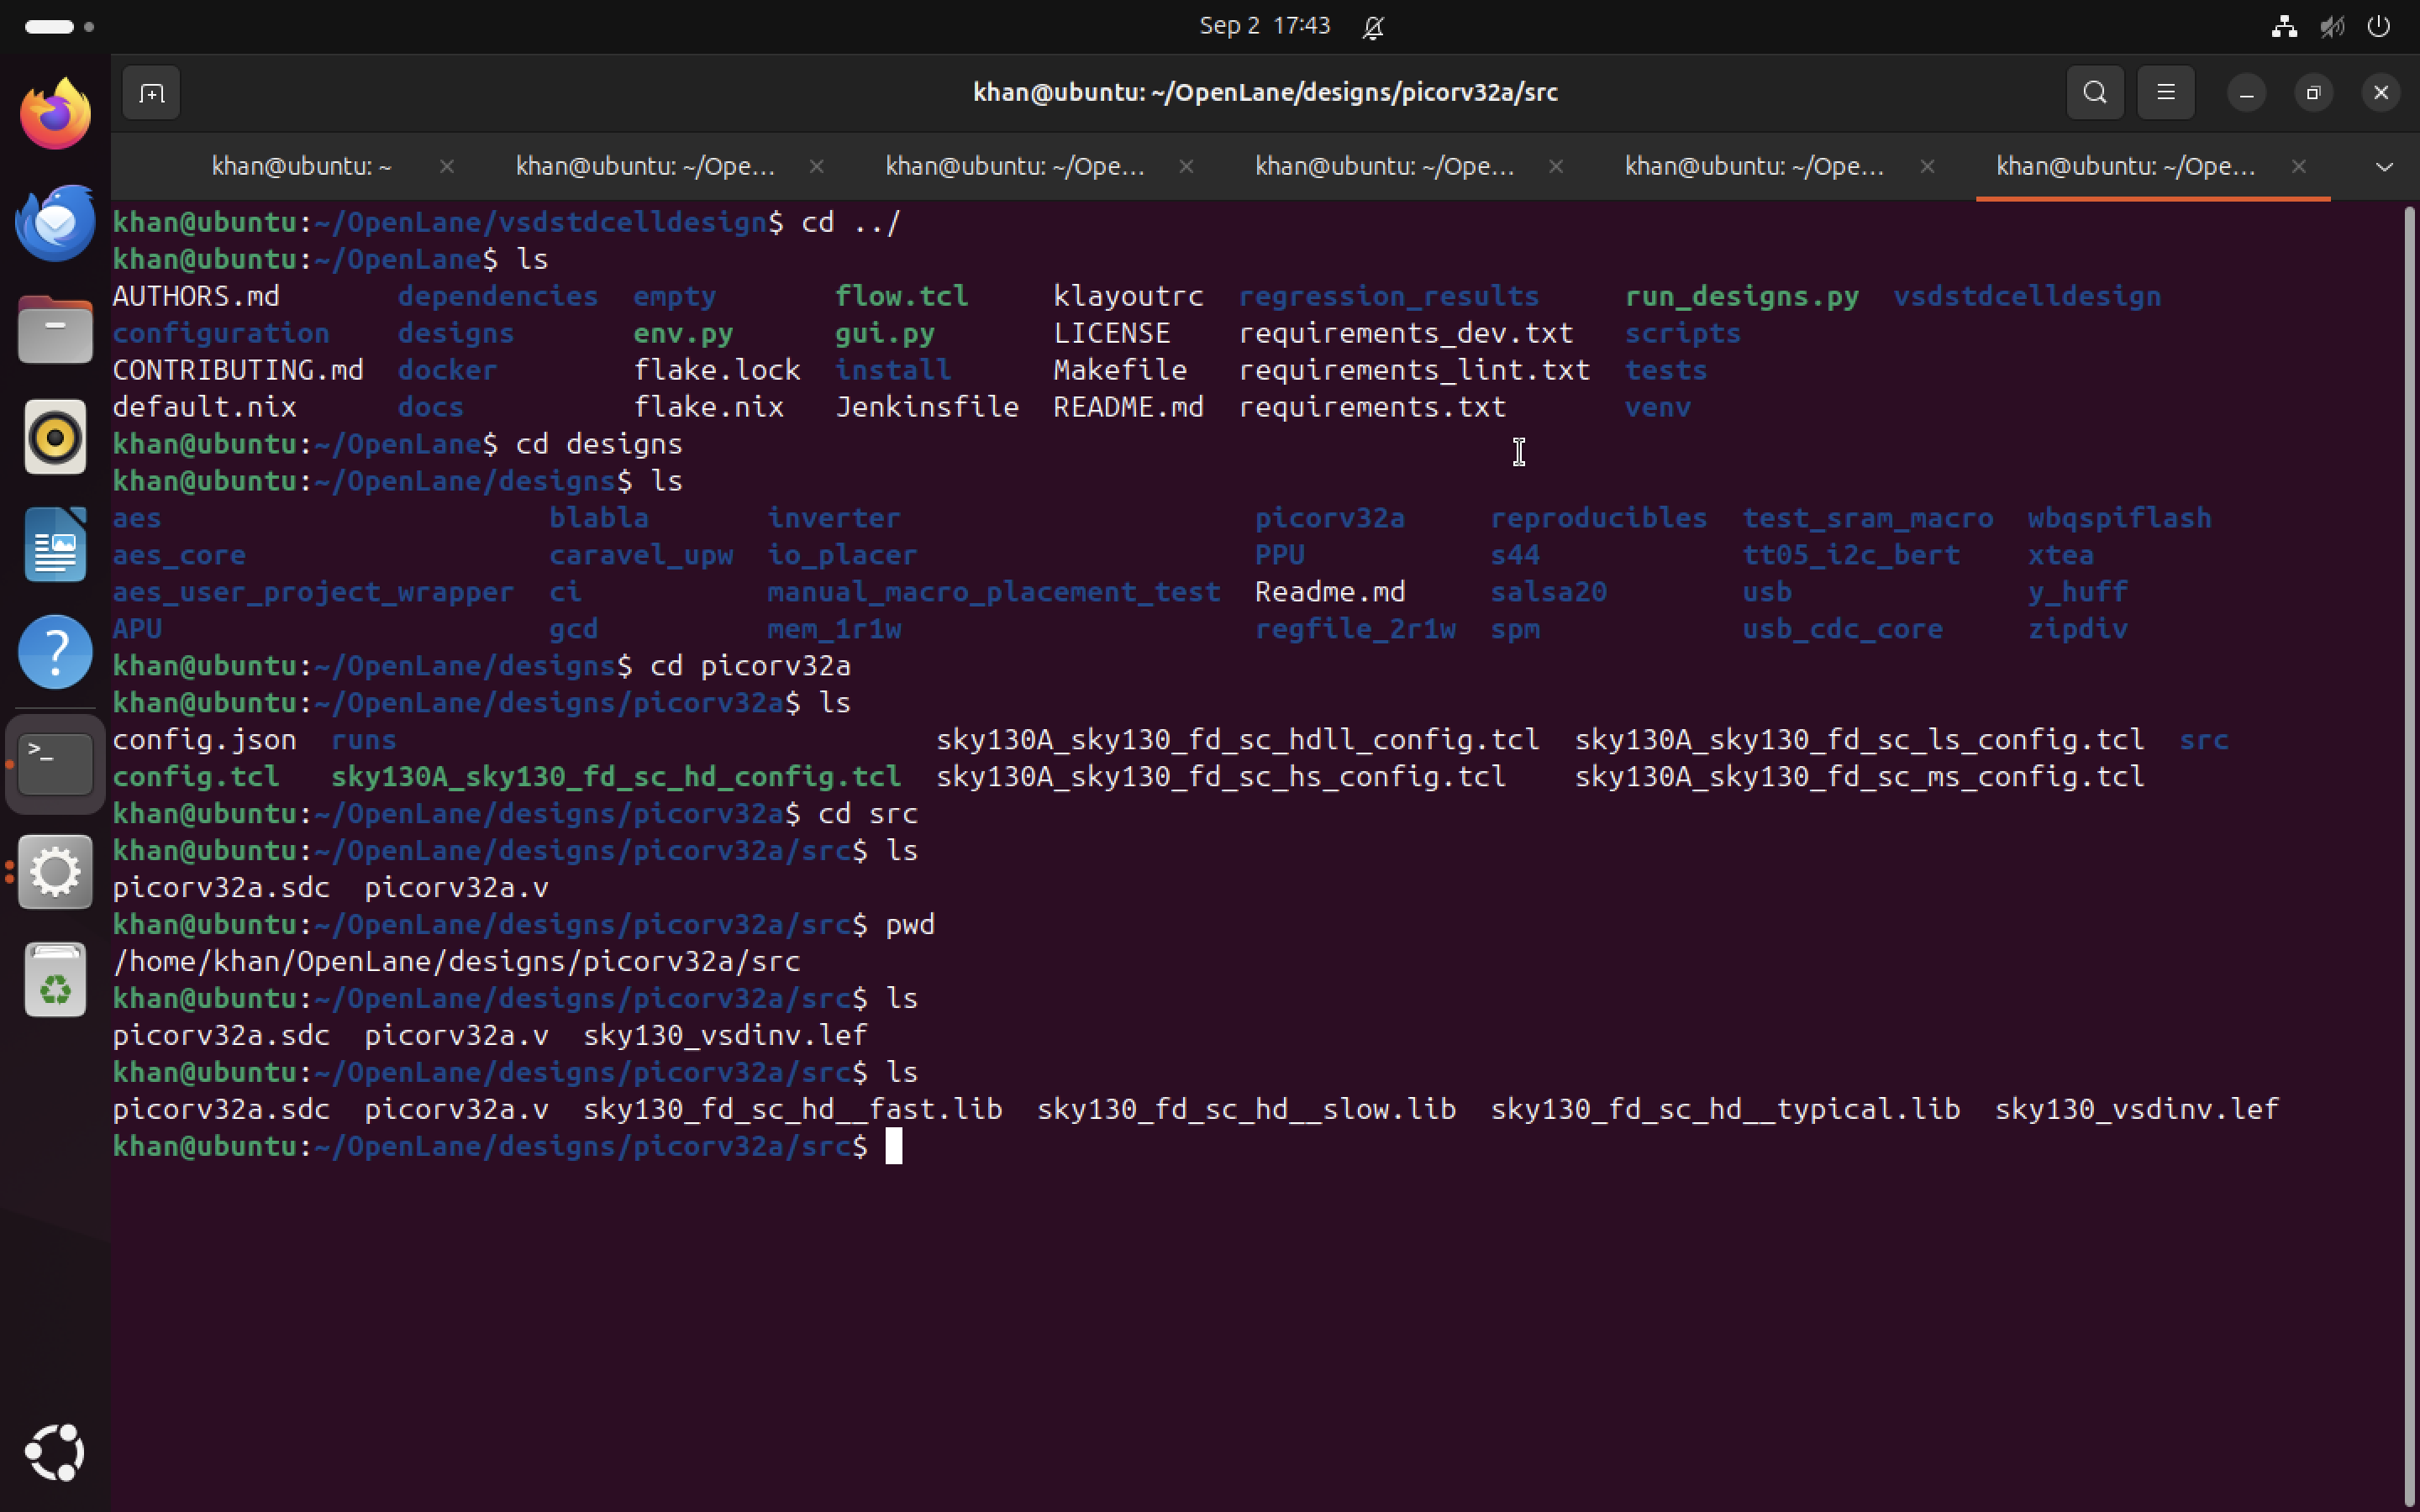 Sep 2 17:43
khan@ubuntu: ~/OpenLane/designs/picorv32a/src
khan@ubuntu: ~ khan@ubuntu: ~/Ope... khan@ubuntu: ~/Ope... khan@ubuntu: ~/Ope... khan@ubuntu: ~/Ope... khan@ubuntu: ~/Ope...
khan@ubuntu:~/OpenLane/vsdstdcelldesign$ cd ../
khan@ubuntu:~/OpenLane$ ls
AUTHORS.md dependencies empty flow.tcl klayoutrc regression_results run_designs.py vsdstdcelldesign
configuration designs env.py gui.py LICENSE requirements_dev.txt scripts
CONTRIBUTING.md docker flake.lock install Makefile requirements_lint.txt tests
default.nix docs flake.nix Jenkinsfile README.md requirements.txt venv
khan@ubuntu:~/OpenLane$ cd designs
khan@ubuntu:~/OpenLane/designs$ ls
aes blabla inverter picorv32a reproducibles test_sram_macro wbqspiflash
aes_core caravel_upw io_placer PPU s44 tt05_i2c_bert xtea
aes_user_project_wrapper ci manual_macro_placement_test Readme.md salsa20 usb y_huff
APU gcd mem_1r1w regfile_2r1w spm usb_cdc_core zipdiv
khan@ubuntu:~/OpenLane/designs$ cd picorv32a
khan@ubuntu:~/OpenLane/designs/picorv32a$ ls
config.json runs sky130A_sky130_fd_sc_hdll_config.tcl sky130A_sky130_fd_sc_ls_config.tcl src
config.tcl sky130A_sky130_fd_sc_hd_config.tcl sky130A_sky130_fd_sc_hs_config.tcl sky130A_sky130_fd_sc_ms_config.tcl
khan@ubuntu:~/OpenLane/designs/picorv32a$ cd src
khan@ubuntu:~/OpenLane/designs/picorv32a/src$ ls
picorv32a.sdc picorv32a.v
khan@ubuntu:~/OpenLane/designs/picorv32a/src$ pwd
/home/khan/OpenLane/designs/picorv32a/src
khan@ubuntu:~/OpenLane/designs/picorv32a/src$ ls
picorv32a.sdc picorv32a.v sky130_vsdinv.lef
khan@ubuntu:~/OpenLane/designs/picorv32a/src$ ls
picorv32a.sdc picorv32a.v sky130_fd_sc_hd__fast.lib sky130_fd_sc_hd__slow.lib sky130_fd_sc_hd__typical.lib sky130_vsdinv.lef
khan@ubuntu:~/OpenLane/designs/picorv32a/src$